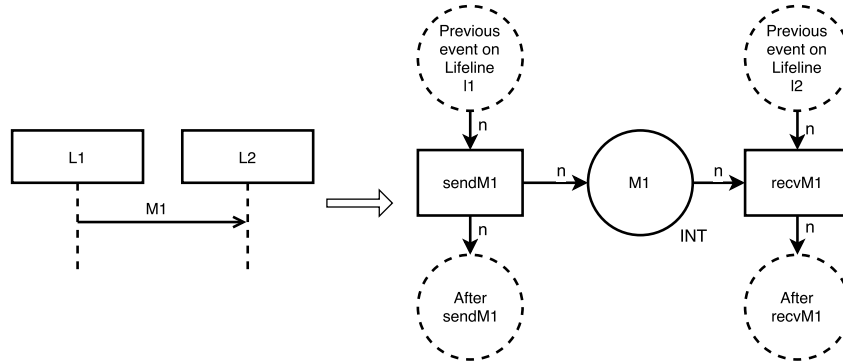 L1
L2
M1
Previous
event on
Lifeline
l1
n
sendM1
n
After
sendM1
n
M1
INT
n
Previous
event on
Lifeline
l2
n
recvM1
n
After
recvM1